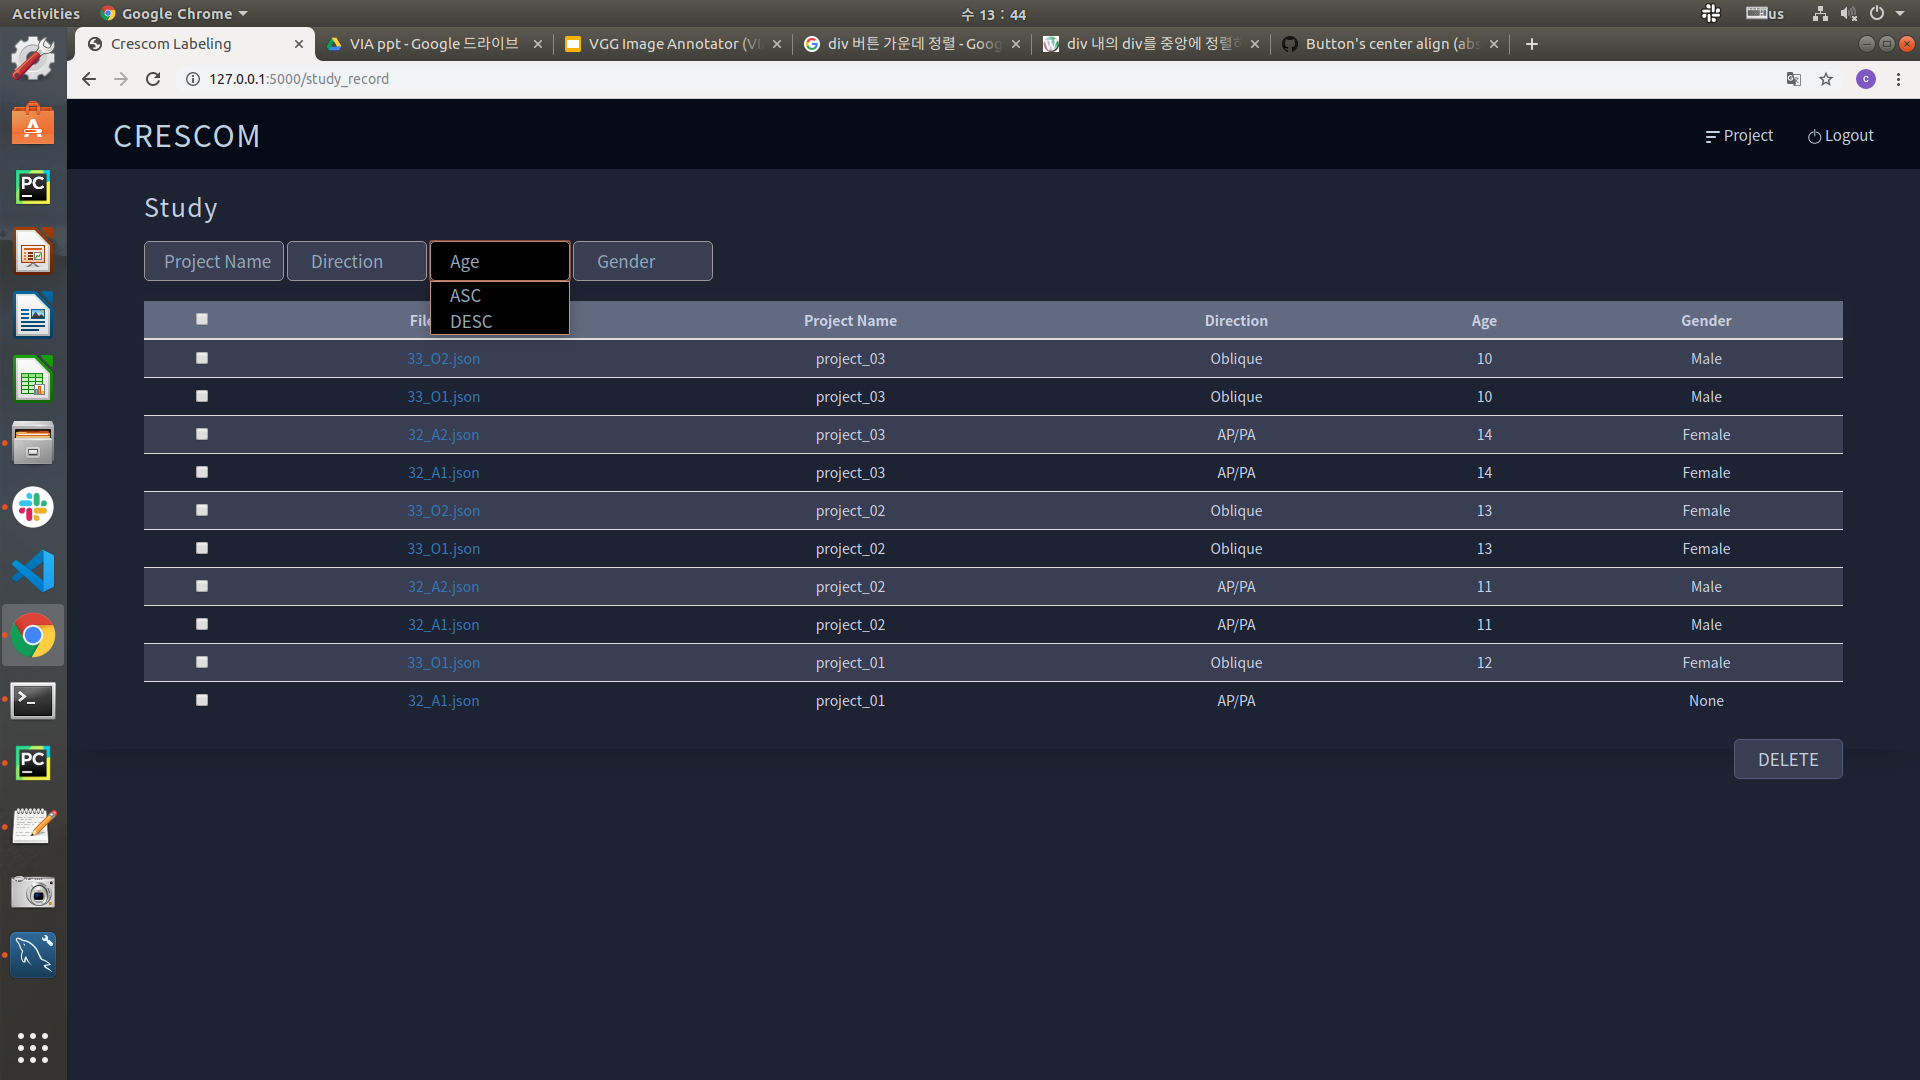 Activities Google Chrome 수 13 : 44 us
Crescom Labeling VIA ppt - Google 드라이브 VGG Image Annotator (VI div 버튼 가운데 정렬 - Goog div 내의 div를 중앙에 정렬하 Button's center align (abs
127.0.0.1:5000/study_record c
CRESCOM Project Logout
Study
Project Name Direction Age Gender
ASC
DESC
File Project Name Direction Age Gender
33_O2.json project_03 Oblique 10 Male
33_O1.json project_03 Oblique 10 Male
32_A2.json project_03 AP/PA 14 Female
32_A1.json project_03 AP/PA 14 Female
33_O2.json project_02 Oblique 13 Female
33_O1.json project_02 Oblique 13 Female
32_A2.json project_02 AP/PA 11 Male
32_A1.json project_02 AP/PA 11 Male
33_O1.json project_01 Oblique 12 Female
32_A1.json project_01 AP/PA None
DELETE
PC
PC